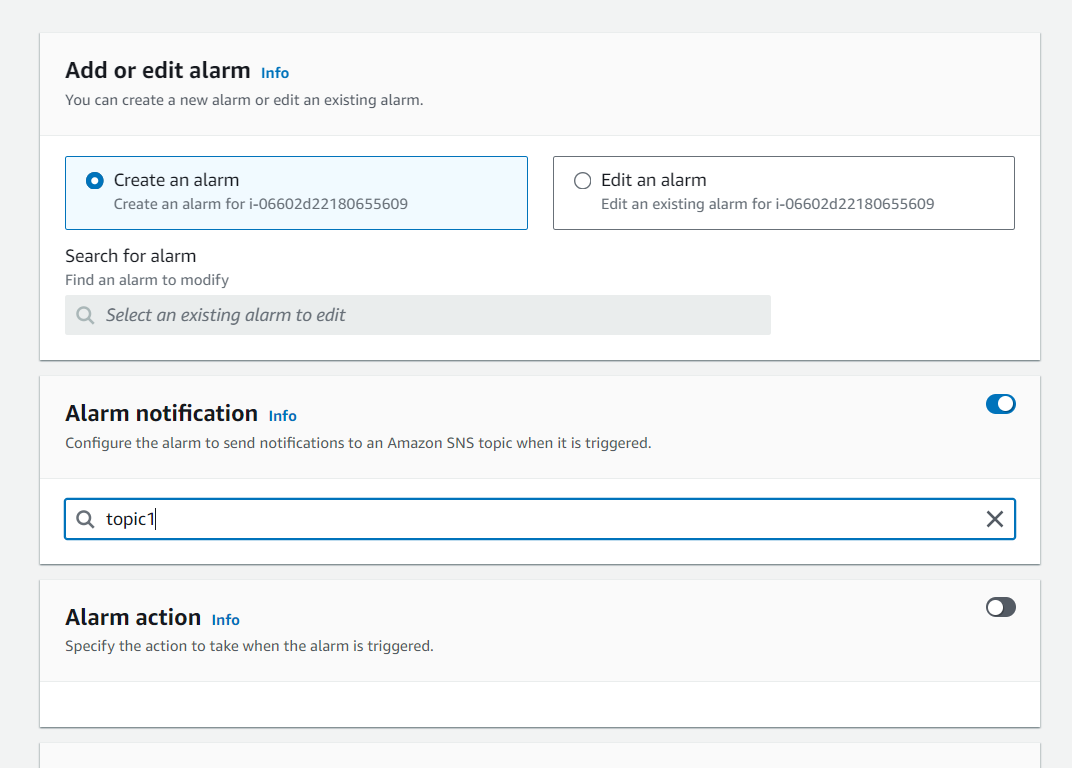 Add or edit alarm Info
You can create a new alarm or edit an existing alarm.
Create an alarm
Create an alarm for i-06602d22180655609
Edit an alarm
Edit an existing alarm for i-06602d22180655609
Search for alarm
Find an alarm to modify
Select an existing alarm to edit
Alarm notification Info
Configure the alarm to send notifications to an Amazon SNS topic when it is triggered.
topic1
Alarm action Info
Specify the action to take when the alarm is triggered.